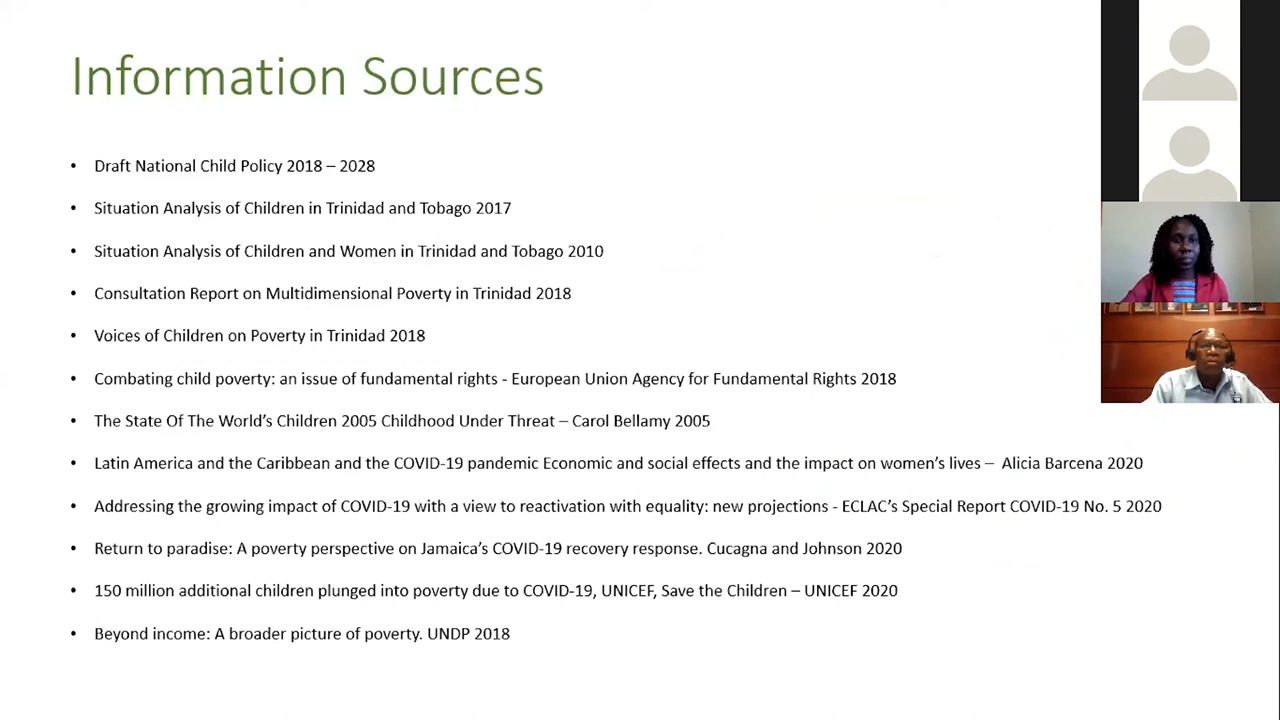 Information Sources
• Draft National Child Policy 2018 – 2028
• Situation Analysis of Children in Trinidad and Tobago 2017
• Situation Analysis of Children and Women in Trinidad and Tobago 2010
• Consultation Report on Multidimensional Poverty in Trinidad 2018
• Voices of Children on Poverty in Trinidad 2018
• Combating child poverty: an issue of fundamental rights - European Union Agency for Fundamental Rights 2018
• The State Of The World’s Children 2005 Childhood Under Threat – Carol Bellamy 2005
• Latin America and the Caribbean and the COVID-19 pandemic Economic and social effects and the impact on women’s lives – Alicia Barcena 2020
• Addressing the growing impact of COVID-19 with a view to reactivation with equality: new projections - ECLAC’s Special Report COVID-19 No. 5 2020
• Return to paradise: A poverty perspective on Jamaica’s COVID-19 recovery response. Cucagna and Johnson 2020
• 150 million additional children plunged into poverty due to COVID-19, UNICEF, Save the Children – UNICEF 2020
• Beyond income: A broader picture of poverty. UNDP 2018